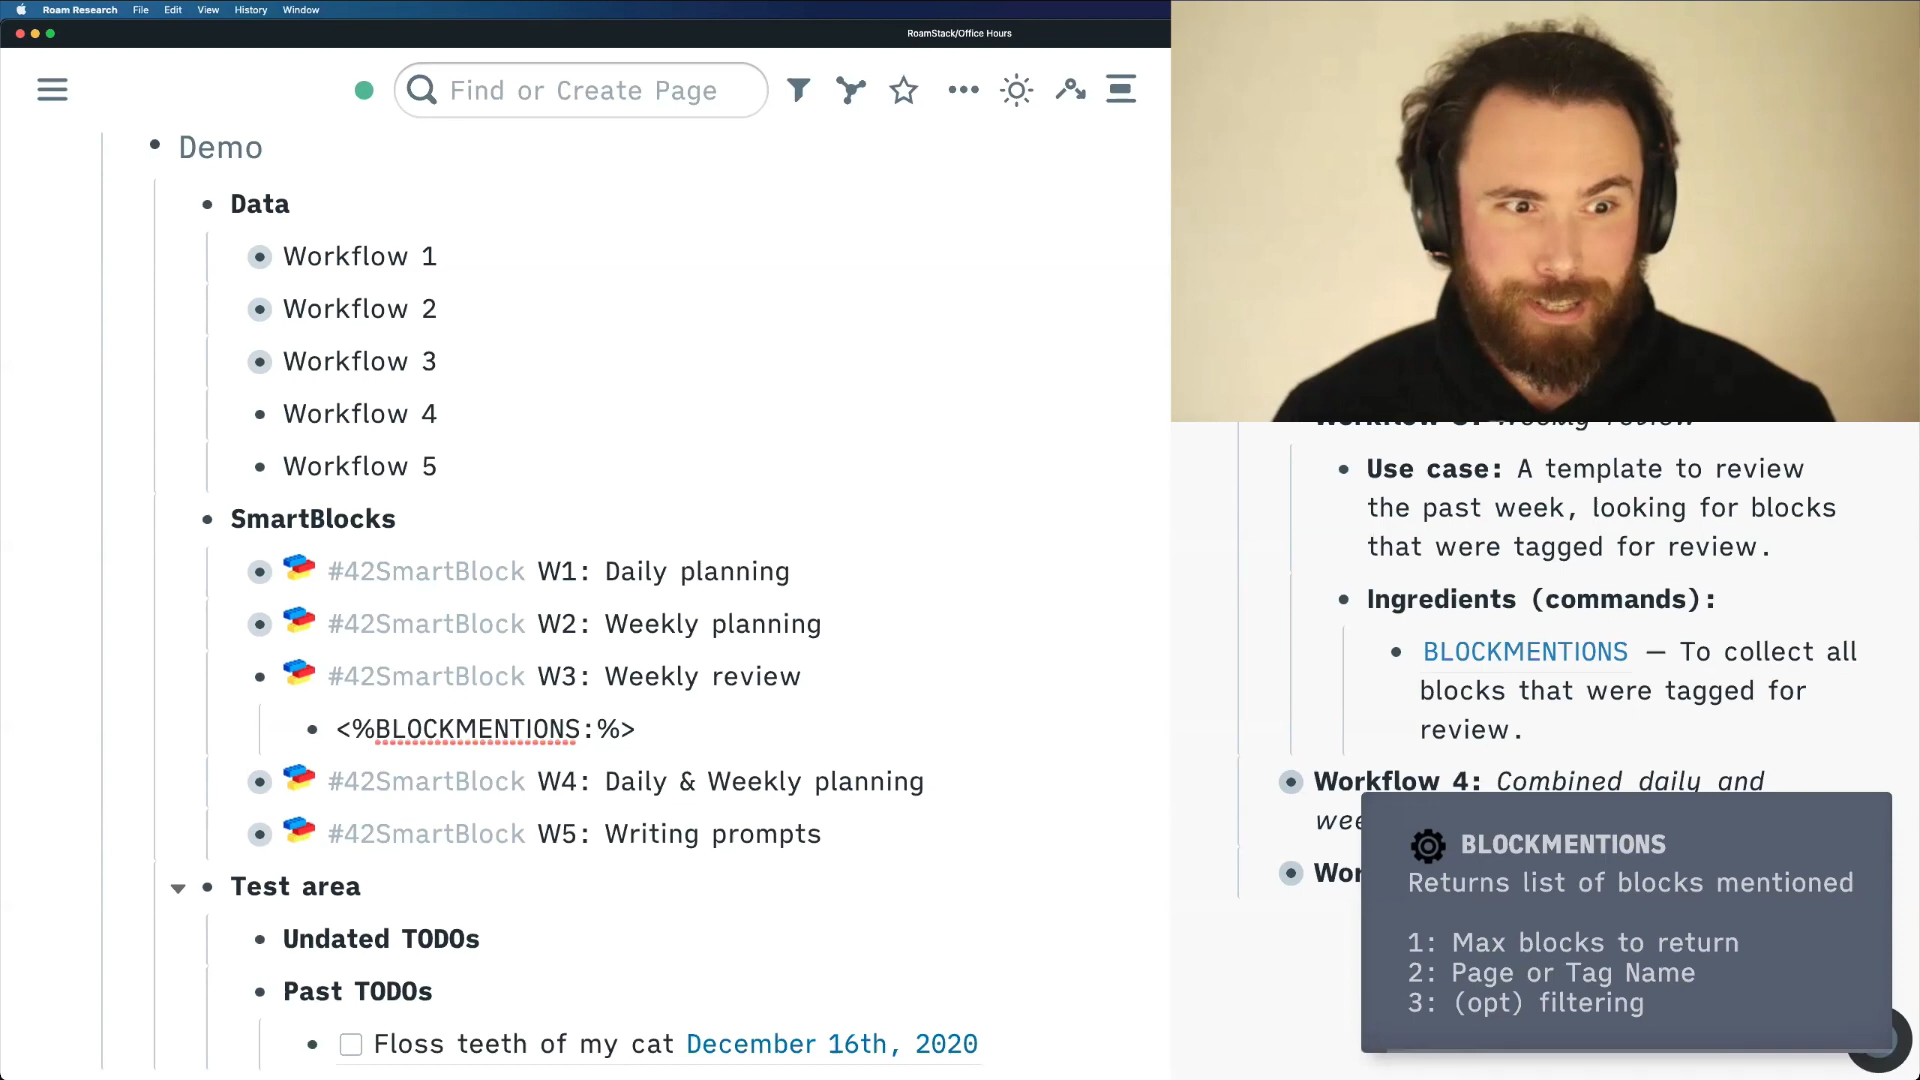 Roam Research File Edit View History Window
RoamStack/Office Hours
Find or Create Page
Demo
Data
Workflow 1
Workflow 2
Workflow 3
Workflow 4
Workflow 5
SmartBlocks
#42SmartBlock W1: Daily planning
#42SmartBlock W2: Weekly planning
#42SmartBlock W3: Weekly review
<%BLOCKMENTIONS:%>
#42SmartBlock W4: Daily & Weekly planning
#42SmartBlock W5: Writing prompts
Test area
Undated TODOs
Past TODOs
Floss teeth of my cat December 16th, 2020
Use case: A template to review
the past week, looking for blocks
that were tagged for review.
Ingredients (commands):
BLOCKMENTIONS — To collect all
blocks that were tagged for
review.
Workflow 4: Combined daily and
BLOCKMENTIONS
Returns list of blocks mentioned
1: Max blocks to return
2: Page or Tag Name
3: (opt) filtering